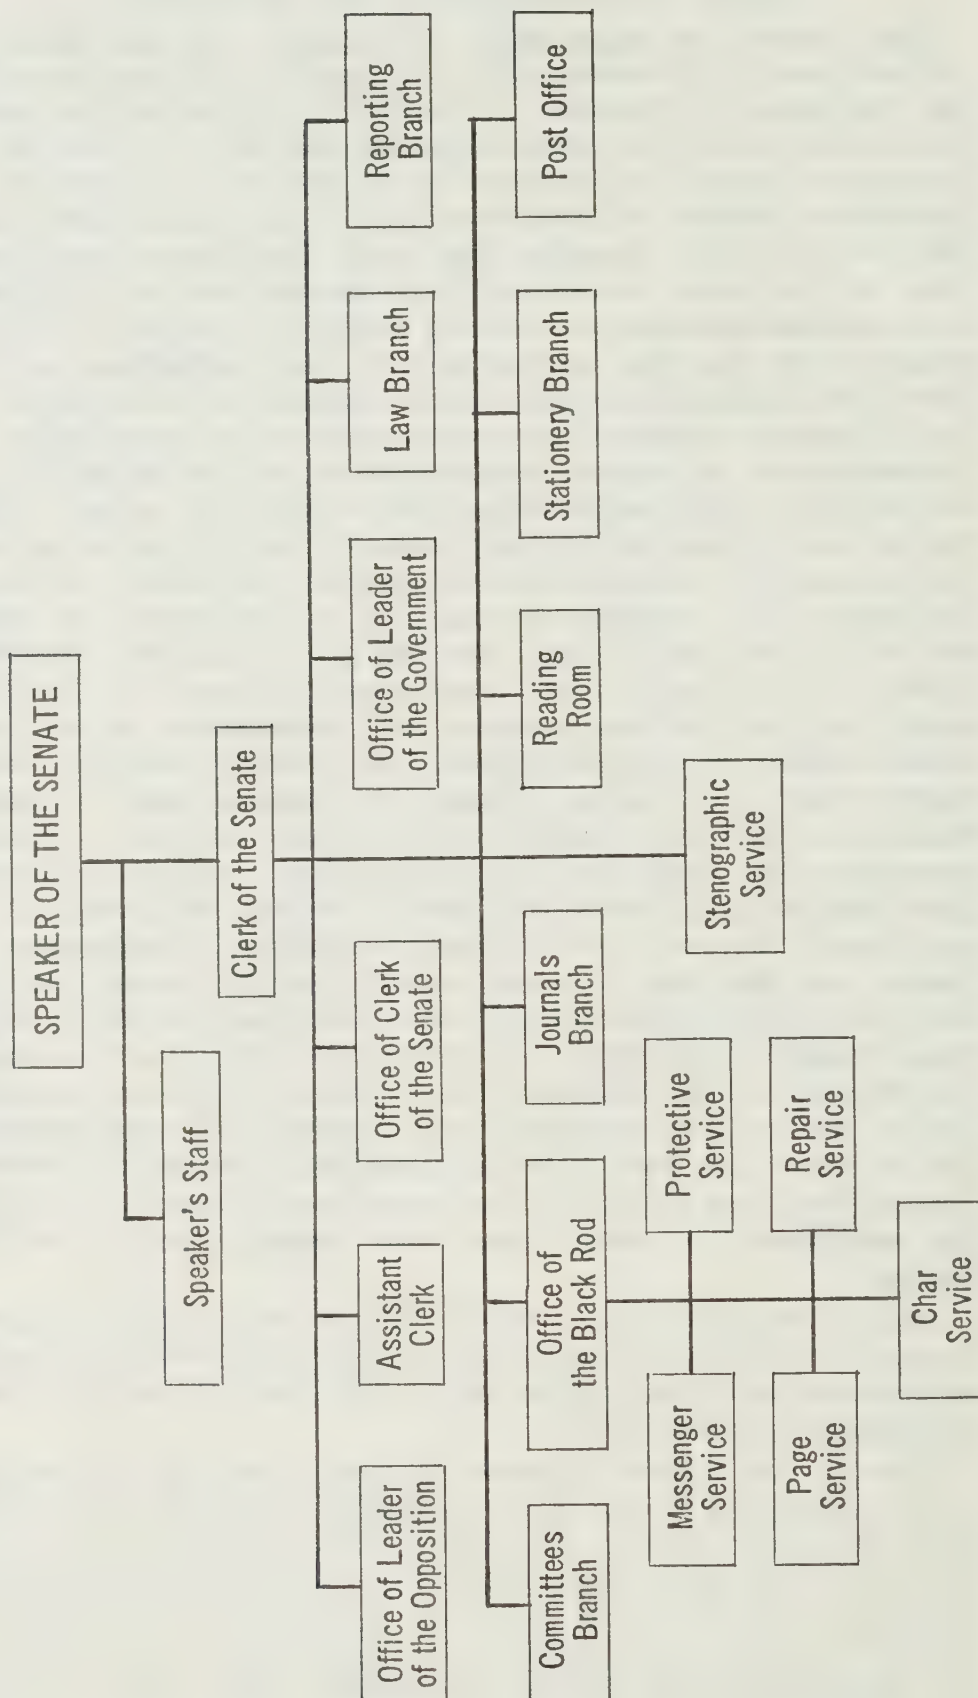 SPEAKER OF THE SENATE
Speaker's Staff
Clerk of the Senate
Office of Leader
of the Opposition
Assistant
Clerk
Office of Clerk
of the Senate
Office of Leader
of the Government
Law Branch
Reporting
Branch
Committees
Branch
Office of
the Black Rod
Journals
Branch
Reading
Room
Stationery Branch
Post Office
Messenger
Service
Protective
Service
Stenographic
Service
Page
Service
Repair
Service
Char
Service